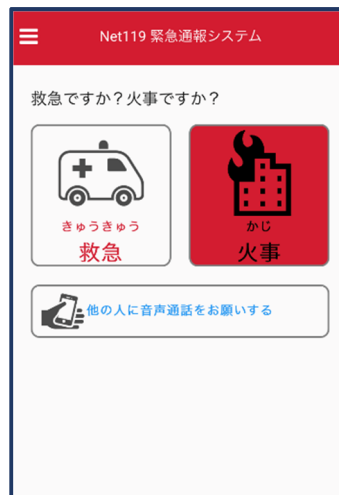 Net119 緊急通報システム
救急ですか？火事ですか？
きゅうきゅう
救急
かじ
火事
他の人に音声通話をお願いする